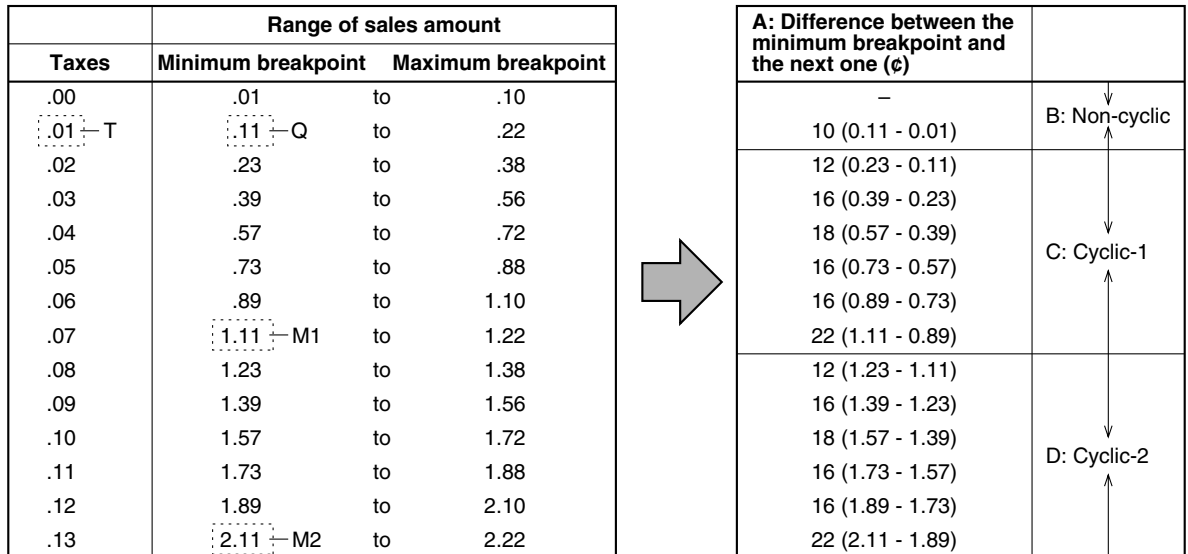 Range of sales amount
Taxes Minimum breakpoint Maximum breakpoint
.00 .01 to .10
.01 T .11 Q to .22
.02 .23 to .38
.03 .39 to .56
.04 .57 to .72
.05 .73 to .88
.06 .89 to 1.10
.07 1.11 M1 to 1.22
.08 1.23 to 1.38
.09 1.39 to 1.56
.10 1.57 to 1.72
.11 1.73 to 1.88
.12 1.89 to 2.10
.13 2.11 M2 to 2.22
A: Difference between the
minimum breakpoint and
the next one (¢)
–
B: Non-cyclic
10 (0.11 - 0.01)
12 (0.23 - 0.11)
16 (0.39 - 0.23)
18 (0.57 - 0.39)
C: Cyclic-1
16 (0.73 - 0.57)
16 (0.89 - 0.73)
22 (1.11 - 0.89)
12 (1.23 - 1.11)
16 (1.39 - 1.23)
18 (1.57 - 1.39)
D: Cyclic-2
16 (1.73 - 1.57)
16 (1.89 - 1.73)
22 (2.11 - 1.89)